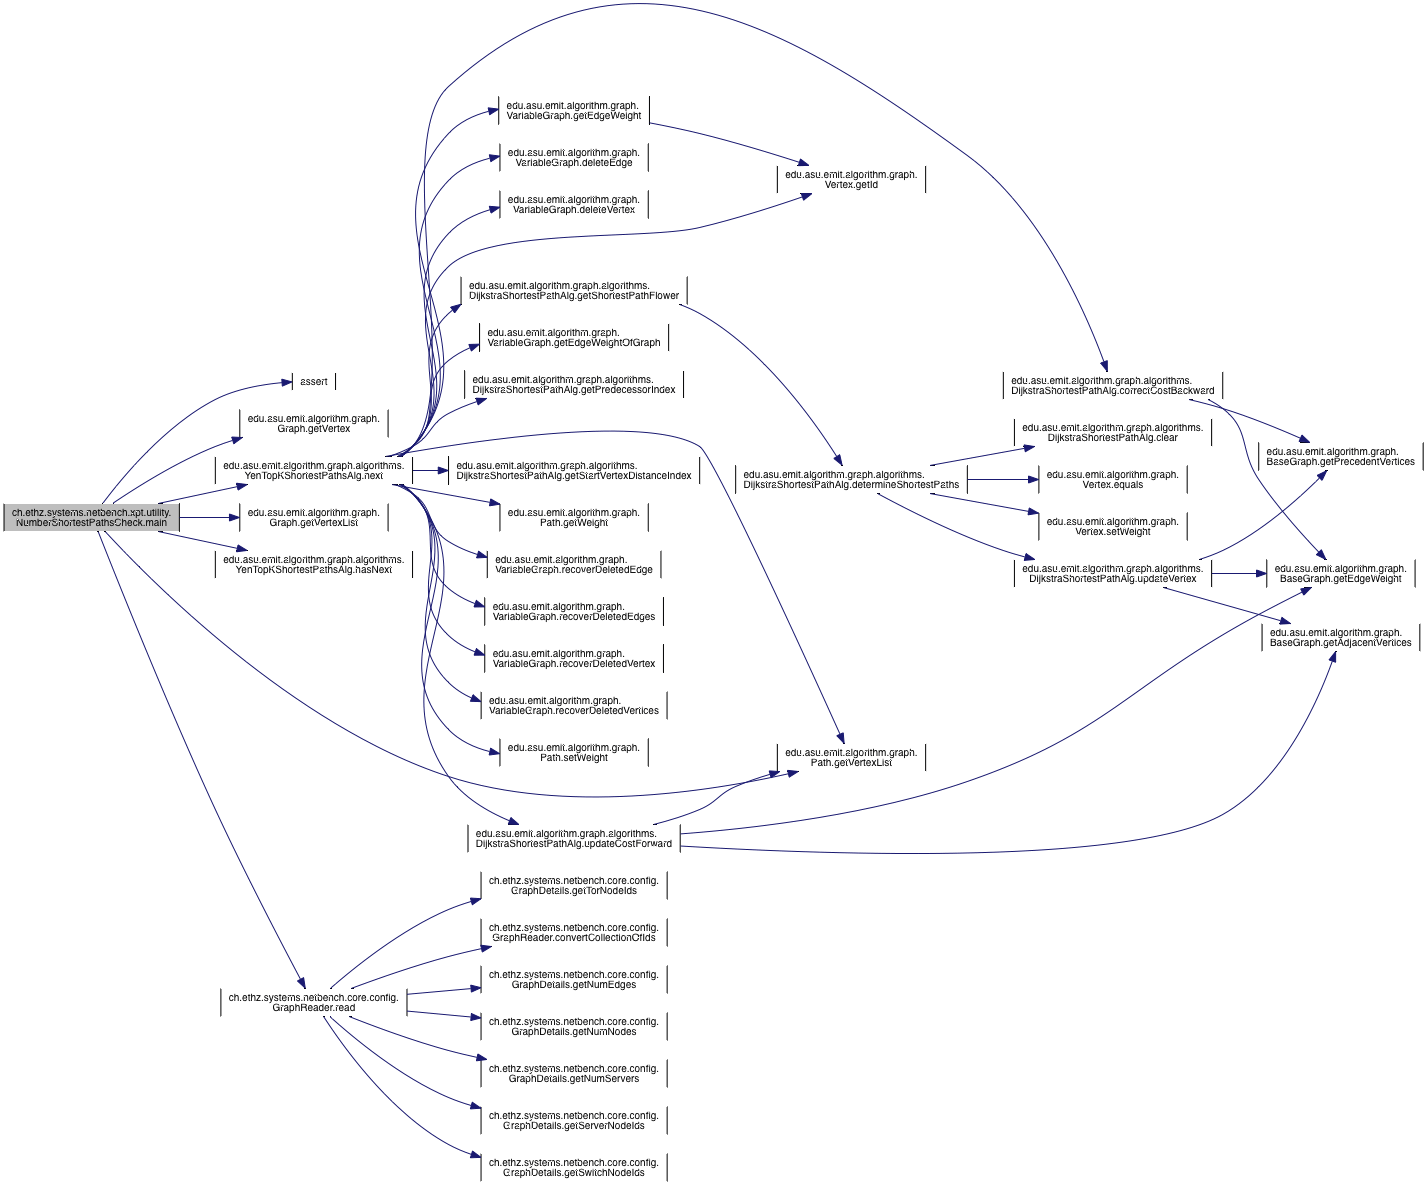 edu.asu.emit.algorithm.graph.
VariableGraph.getEdgeWeight
edu.asu.emit.algorithm.graph.
VariableGraph.deleteEdge
edu.asu.emit.algorithm.graph.
Vertex.getId
edu.asu.emit.algorithm.graph.
VariableGraph.deleteVertex
edu.asu.emit.algorithm.graph.algorithms.
DijkstraShortestPathAlg.getShortestPathFlower
edu.asu.emit.algorithm.graph.
VariableGraph.getEdgeWeightOfGraph
assert
edu.asu.emit.algorithm.graph.algorithms.
DijkstraShortestPathAlg.getPredecessorIndex
edu.asu.emit.algorithm.graph.algorithms.
DijkstraShortestPathAlg.correctCostBackward
edu.asu.emit.algorithm.graph.
Graph.getVertex
edu.asu.emit.algorithm.graph.algorithms.
DijkstraShortestPathAlg.clear
edu.asu.emit.algorithm.graph.
BaseGraph.getPrecedentVertices
edu.asu.emit.algorithm.graph.algorithms.
YenTopKShortestPathsAlg.next
edu.asu.emit.algorithm.graph.algorithms.
DijkstraShortestPathAlg.getStartVertexDistanceIndex
edu.asu.emit.algorithm.graph.algorithms.
DijkstraShortestPathAlg.determineShortestPaths
edu.asu.emit.algorithm.graph.
Vertex.equals
ch.ethz.systems.netbench.xpt.utility.
NumberShortestPathsCheck.main
edu.asu.emit.algorithm.graph.
Graph.getVertexList
edu.asu.emit.algorithm.graph.
Path.getWeight
edu.asu.emit.algorithm.graph.
Vertex.setWeight
edu.asu.emit.algorithm.graph.algorithms.
YenTopKShortestPathsAlg.hasNext
edu.asu.emit.algorithm.graph.
VariableGraph.recoverDeletedEdge
edu.asu.emit.algorithm.graph.algorithms.
DijkstraShortestPathAlg.updateVertex
edu.asu.emit.algorithm.graph.
BaseGraph.getEdgeWeight
edu.asu.emit.algorithm.graph.
VariableGraph.recoverDeletedEdges
edu.asu.emit.algorithm.graph.
BaseGraph.getAdjacentVertices
edu.asu.emit.algorithm.graph.
VariableGraph.recoverDeletedVertex
edu.asu.emit.algorithm.graph.
VariableGraph.recoverDeletedVertices
edu.asu.emit.algorithm.graph.
Path.setWeight
edu.asu.emit.algorithm.graph.
Path.getVertexList
edu.asu.emit.algorithm.graph.algorithms.
DijkstraShortestPathAlg.updateCostForward
ch.ethz.systems.netbench.core.config.
GraphDetails.getTorNodeIds
ch.ethz.systems.netbench.core.config.
GraphReader.convertCollectionOfIds
ch.ethz.systems.netbench.core.config.
GraphDetails.getNumEdges
ch.ethz.systems.netbench.core.config.
GraphReader.read
ch.ethz.systems.netbench.core.config.
GraphDetails.getNumNodes
ch.ethz.systems.netbench.core.config.
GraphDetails.getNumServers
ch.ethz.systems.netbench.core.config.
GraphDetails.getServerNodeIds
ch.ethz.systems.netbench.core.config.
GraphDetails.getSwitchNodeIds